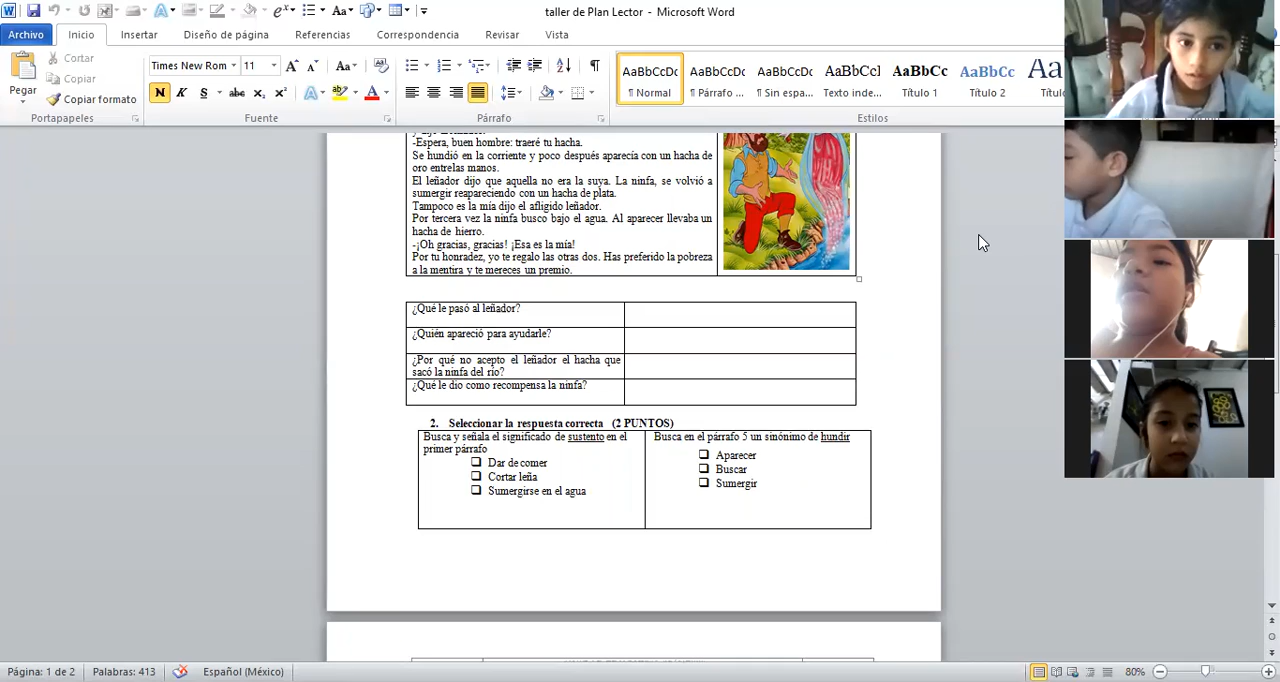 taller de Plan Lector - Microsoft Word
Archivo Inicio Insertar Diseño de página Referencias Correspondencia Revisar Vista
Pegar
Cortar
Copiar
Copiar formato
Portapapeles
Times New Rom 11
N K S abc x₂ x²
Fuente
Párrafo
AaBbCcDc AaBbCcDc AaBbCcDc AaBbCcI AaBbCc AaBbCc Aa
¶ Normal ¶ Párrafo ... ¶ Sin espa... Texto inde... Título 1 Título 2 Títu
Estilos
-Espera, buen hombre: traeré tu hacha.
Se hundió en la corriente y poco después aparecía con un hacha de
oro entrelas manos.
El leñador dijo que aquella no era la suya. La ninfa, se volvió a
sumergir reapareciendo con un hacha de plata.
Tampoco es la mía dijo el afligido leñador.
Por tercera vez la ninfa busco bajo el agua. Al aparecer llevaba un
hacha de hierro.
-¡Oh gracias, gracias! ¡Esa es la mía!
Por tu honradez, yo te regalo las otras dos. Has preferido la pobreza
a la mentira y te mereces un premio.
¿Qué le pasó al leñador?
¿Quién apareció para ayudarle?
¿Por qué no acepto el leñador el hacha que
sacó la ninfa del río?
¿Qué le dio como recompensa la ninfa?
2. Seleccionar la respuesta correcta (2 PUNTOS)
Busca y señala el significado de sustento en el
primer párrafo
Dar de comer
Cortar leña
Sumergirse en el agua
Busca en el párrafo 5 un sinónimo de hundir
Aparecer
Buscar
Sumergir
Página: 1 de 2 Palabras: 413 Español (México) 80%